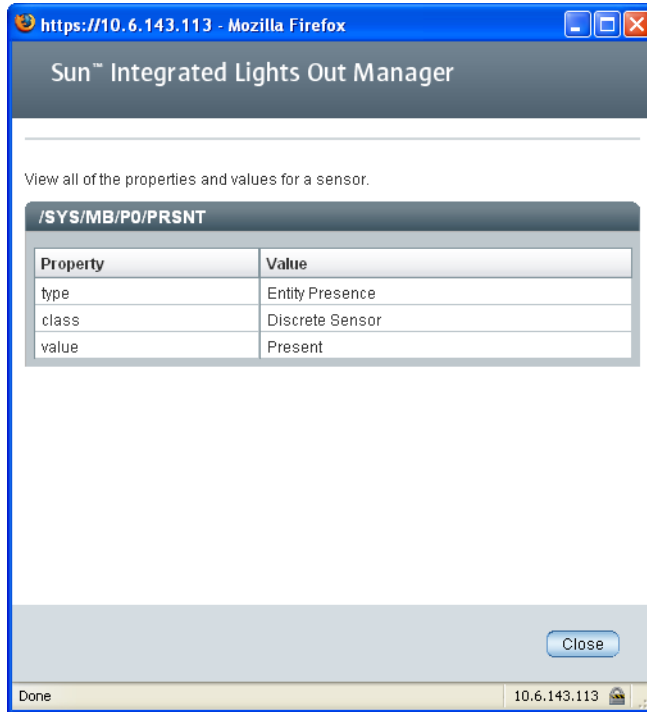 https://10.6.143.113 - Mozilla Firefox
Sun™ Integrated Lights Out Manager
View all of the properties and values for a sensor.
/SYS/MB/P0/PRSNT
Property Value
type Entity Presence
class Discrete Sensor
value Present
Close
Done 10.6.143.113